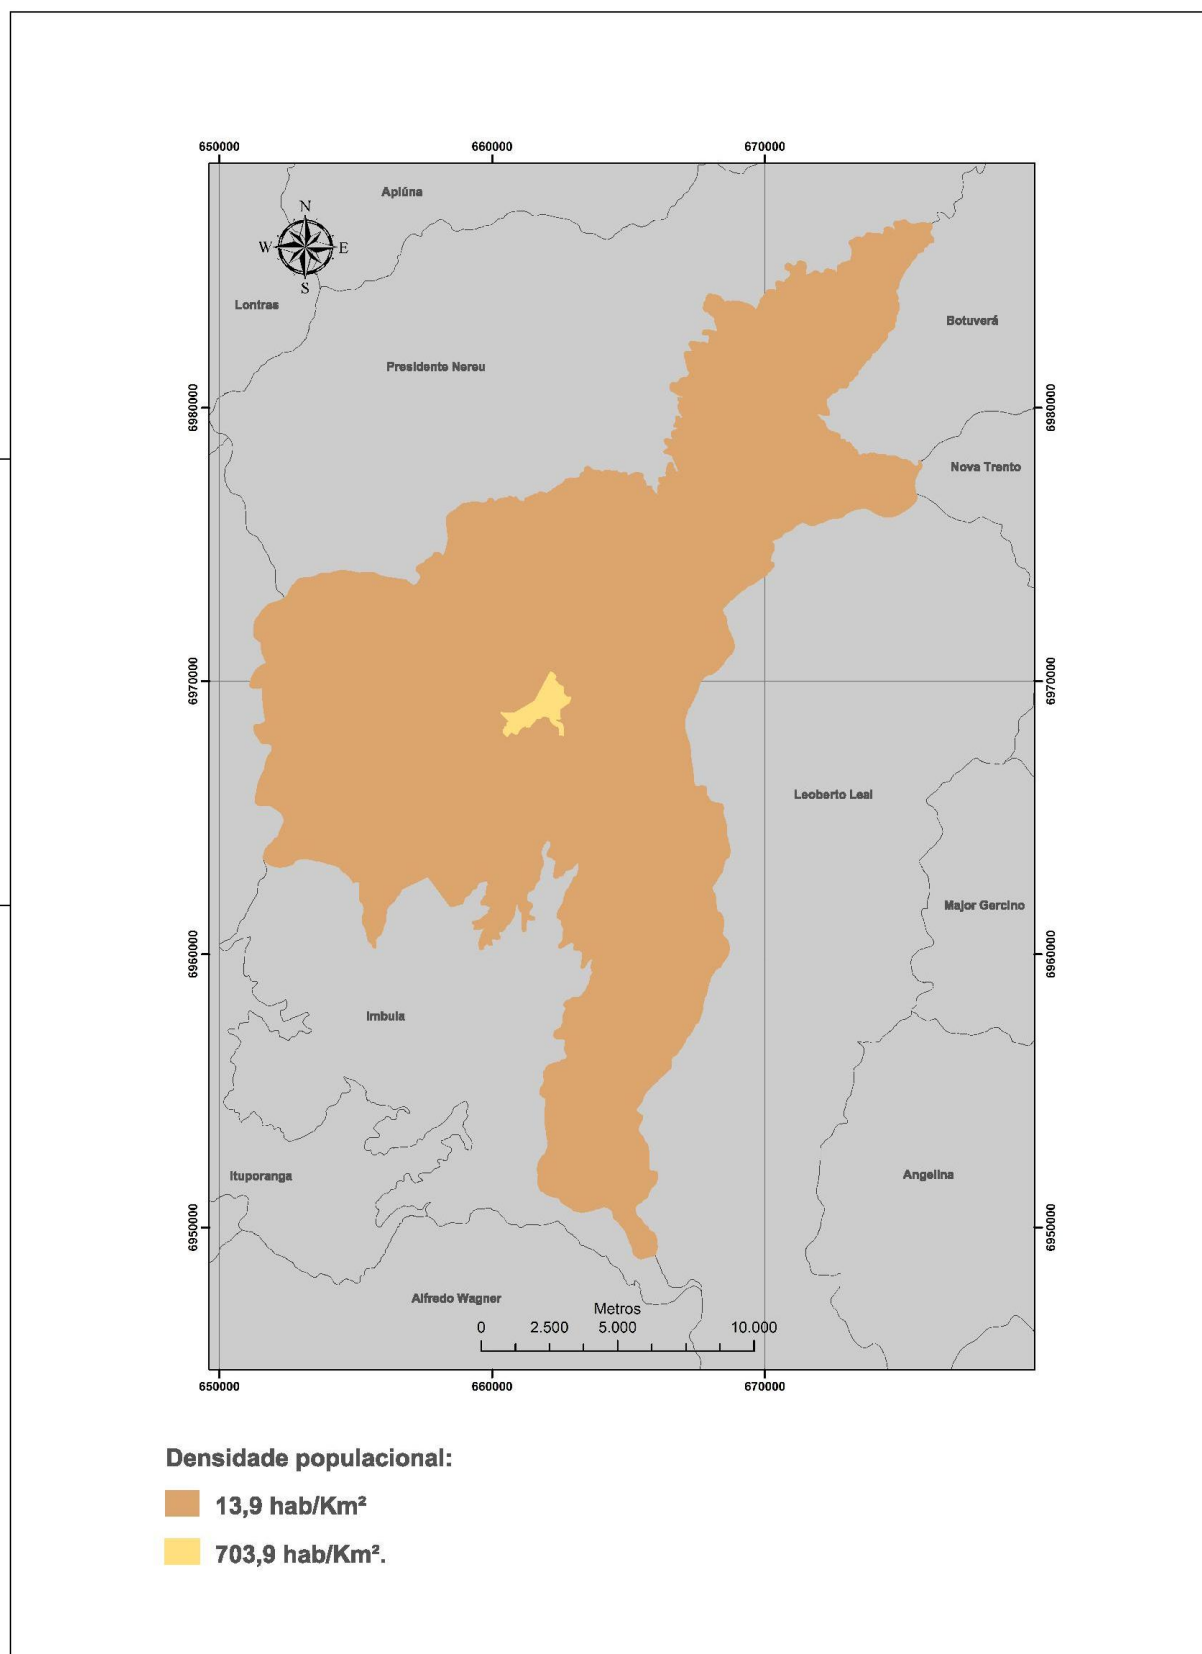 650000
660000
670000
Apiúna
N
W
E
S
Lontras
Botuverá
Presidente Nereu
6980000
6980000
Nova Trento
6970000
6970000
Leoberto Leal
Major Gercino
6960000
6960000
Imbuia
Ituporanga
Angelina
6950000
6950000
Alfredo Wagner
Metros
0 2.500 5.000 10.000
650000
660000
670000
Densidade populacional:
13,9 hab/Km²
703,9 hab/Km².